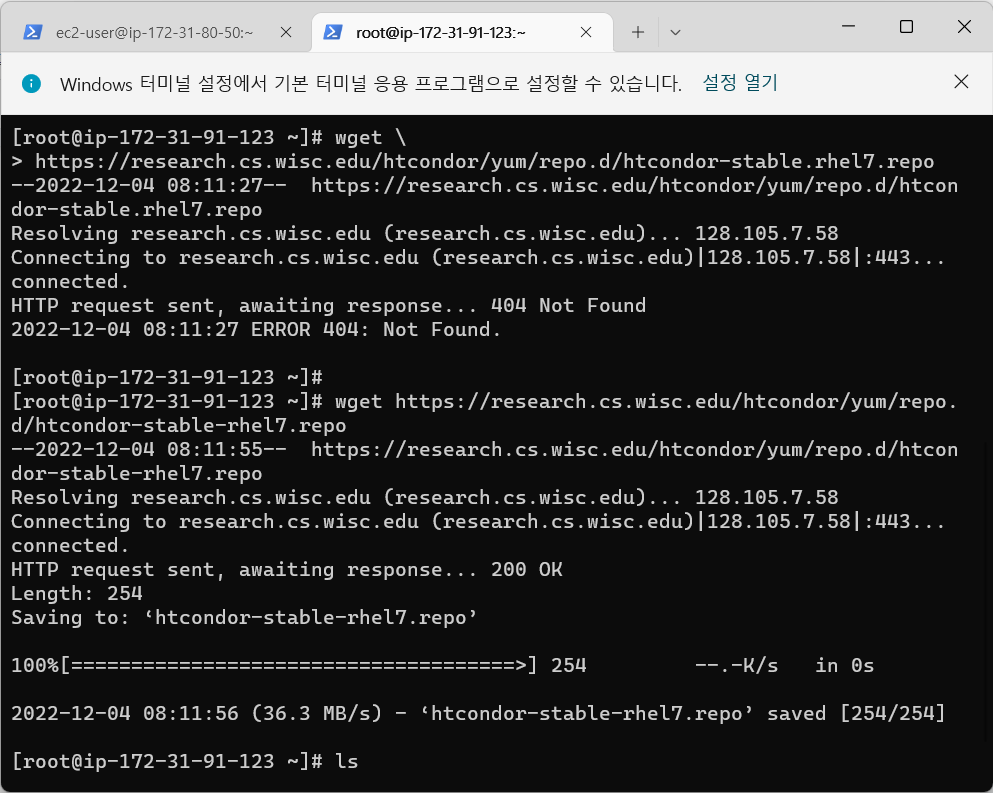 ec2-user@ip-172-31-80-50:~
root@ip-172-31-91-123:~
Windows 터미널 설정에서 기본 터미널 응용 프로그램으로 설정할 수 있습니다. 설정 열기
[root@ip-172-31-91-123 ~]# wget \
> https://research.cs.wisc.edu/htcondor/yum/repo.d/htcondor-stable.rhel7.repo
--2022-12-04 08:11:27--  https://research.cs.wisc.edu/htcondor/yum/repo.d/htcon
dor-stable.rhel7.repo
Resolving research.cs.wisc.edu (research.cs.wisc.edu)... 128.105.7.58
Connecting to research.cs.wisc.edu (research.cs.wisc.edu)|128.105.7.58|:443...
connected.
HTTP request sent, awaiting response... 404 Not Found
2022-12-04 08:11:27 ERROR 404: Not Found.
[root@ip-172-31-91-123 ~]#
[root@ip-172-31-91-123 ~]# wget https://research.cs.wisc.edu/htcondor/yum/repo.
d/htcondor-stable-rhel7.repo
--2022-12-04 08:11:55--  https://research.cs.wisc.edu/htcondor/yum/repo.d/htcon
dor-stable-rhel7.repo
Resolving research.cs.wisc.edu (research.cs.wisc.edu)... 128.105.7.58
Connecting to research.cs.wisc.edu (research.cs.wisc.edu)|128.105.7.58|:443...
connected.
HTTP request sent, awaiting response... 200 OK
Length: 254
Saving to: ‘htcondor-stable-rhel7.repo’
100%[=====================================>] 254         --.-K/s   in 0s
2022-12-04 08:11:56 (36.3 MB/s) - ‘htcondor-stable-rhel7.repo’ saved [254/254]
[root@ip-172-31-91-123 ~]# ls